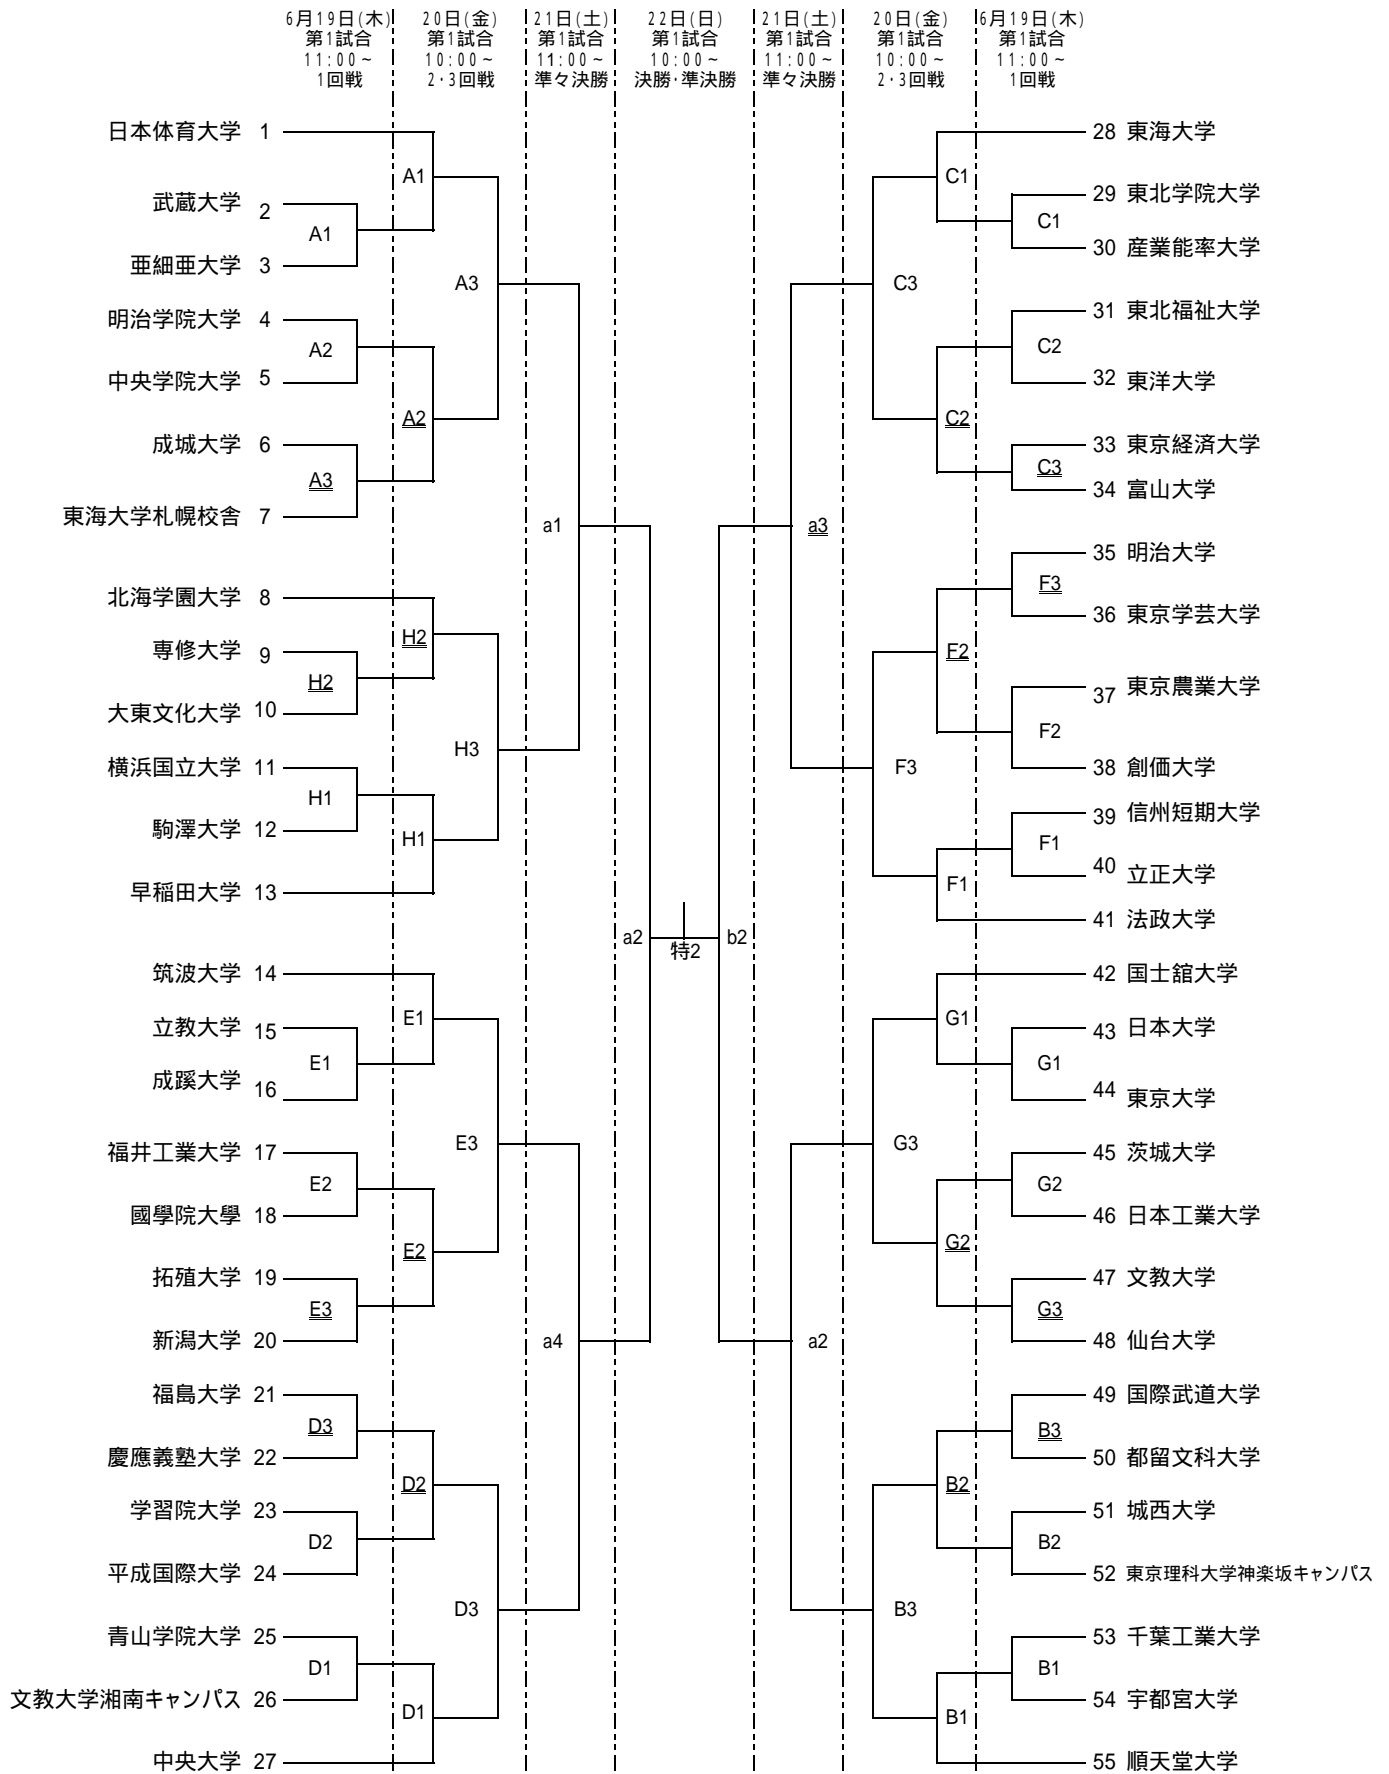 6月19日(木) 20日(金) 21日(土) 22日(日) 21日(土) 20日(金) 6月19日(木)
第1試合 第1試合 第1試合 第1試合 第1試合 第1試合 第1試合
11:00～ 10:00～ 11:00～ 10:00～ 11:00～ 10:00～ 11:00～
1回戦 2・3回戦 準々決勝 決勝・準決勝 準々決勝 2・3回戦 1回戦
日本体育大学 1
A1
武蔵大学 2
A1
亜細亜大学 3
A3
明治学院大学 4
A2
中央学院大学 5
A2
成城大学 6
A3
東海大学札幌校舎 7
a1
北海学園大学 8
H2
専修大学 9
H2
大東文化大学 10
H3
横浜国立大学 11
H1
駒澤大学 12
H1
早稲田大学 13
a2
特2
b2
筑波大学 14
E1
立教大学 15
E1
成蹊大学 16
E3
福井工業大学 17
E2
國學院大學 18
E2
拓殖大学 19
E3
新潟大学 20
a4
福島大学 21
D3
慶應義塾大学 22
D2
学習院大学 23
D2
平成国際大学 24
D3
青山学院大学 25
D1
文教大学湘南キャンパス 26
D1
中央大学 27
28 東海大学
C1
29 東北学院大学
C1
30 産業能率大学
C3
31 東北福祉大学
C2
32 東洋大学
C2
33 東京経済大学
C3
34 富山大学
a3
35 明治大学
F3
36 東京学芸大学
F2
37 東京農業大学
F2
38 創価大学
F3
39 信州短期大学
F1
40 立正大学
F1
41 法政大学
42 国士舘大学
G1
43 日本大学
G1
44 東京大学
G3
45 茨城大学
G2
46 日本工業大学
G2
47 文教大学
G3
48 仙台大学
a2
49 国際武道大学
B3
50 都留文科大学
B2
51 城西大学
B2
52 東京理科大学神楽坂キャンパス
B3
53 千葉工業大学
B1
54 宇都宮大学
B1
55 順天堂大学